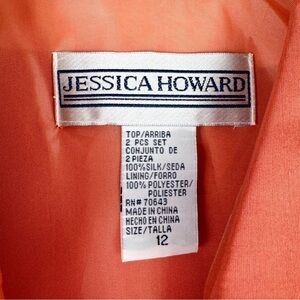 JESSICA HOWARD
TOP/ARRIBA
2 PCS SET
CONJUNTO DE
2 PIEZA
100%SILK/SEDA
LINING/FORRO
100%POLYESTER/
POLIESTER
RN# 70643
MADE IN CHINA
HECHO EN CHINA
SIZE/TALLA
12